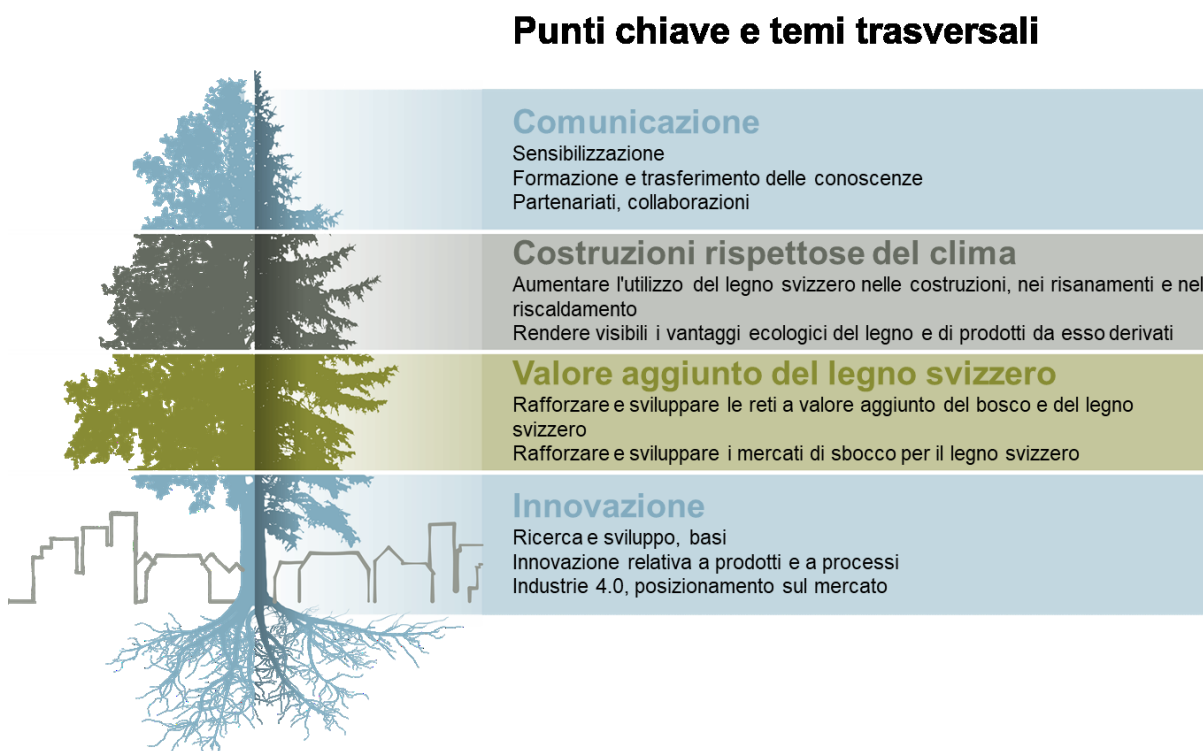 Punti chiave e temi trasversali
Comunicazione
Sensibilizzazione
Formazione e trasferimento delle conoscenze
Partenariati, collaborazioni
Costruzioni rispettose del clima
Aumentare l'utilizzo del legno svizzero nelle costruzioni, nei risanamenti e nel
riscaldamento
Rendere visibili i vantaggi ecologici del legno e di prodotti da esso derivati
Valore aggiunto del legno svizzero
Rafforzare e sviluppare le reti a valore aggiunto del bosco e del legno
svizzero
Rafforzare e sviluppare i mercati di sbocco per il legno svizzero
Innovazione
Ricerca e sviluppo, basi
Innovazione relativa a prodotti e a processi
Industrie 4.0, posizionamento sul mercato